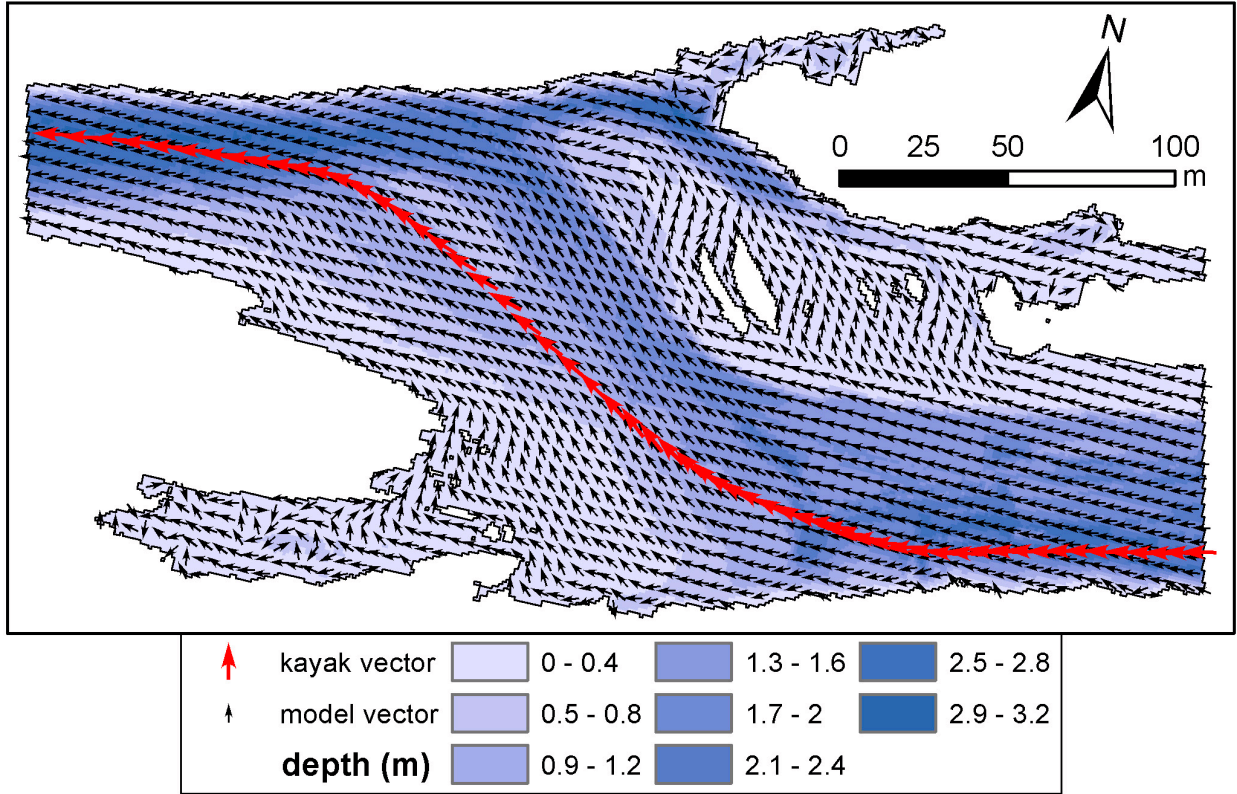 N
0 25 50 100
m
kayak vector 0 - 0.4 1.3 - 1.6 2.5 - 2.8
model vector 0.5 - 0.8 1.7 - 2 2.9 - 3.2
depth (m) 0.9 - 1.2 2.1 - 2.4